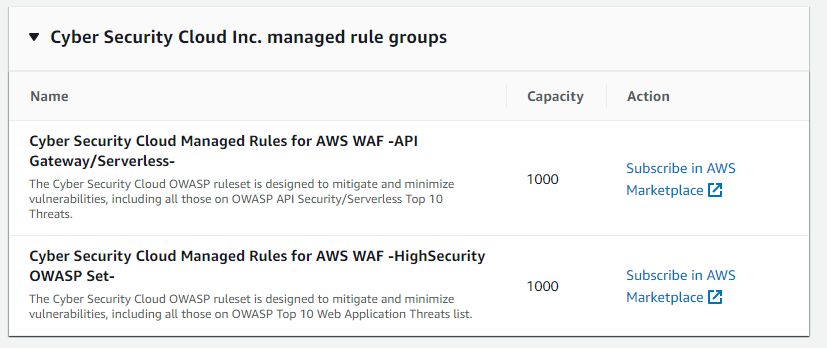 Cyber Security Cloud Inc. managed rule groups
Name Capacity Action
Cyber Security Cloud Managed Rules for AWS WAF -API
Gateway/Serverless-
The Cyber Security Cloud OWASP ruleset is designed to mitigate and minimize
vulnerabilities, including all those on OWASP API Security/Serverless Top 10
Threats.
1000
Subscribe in AWS
Marketplace
Cyber Security Cloud Managed Rules for AWS WAF -HighSecurity
OWASP Set-
The Cyber Security Cloud OWASP ruleset is designed to mitigate and minimize
vulnerabilities, including all those on OWASP Top 10 Web Application Threats list.
1000
Subscribe in AWS
Marketplace